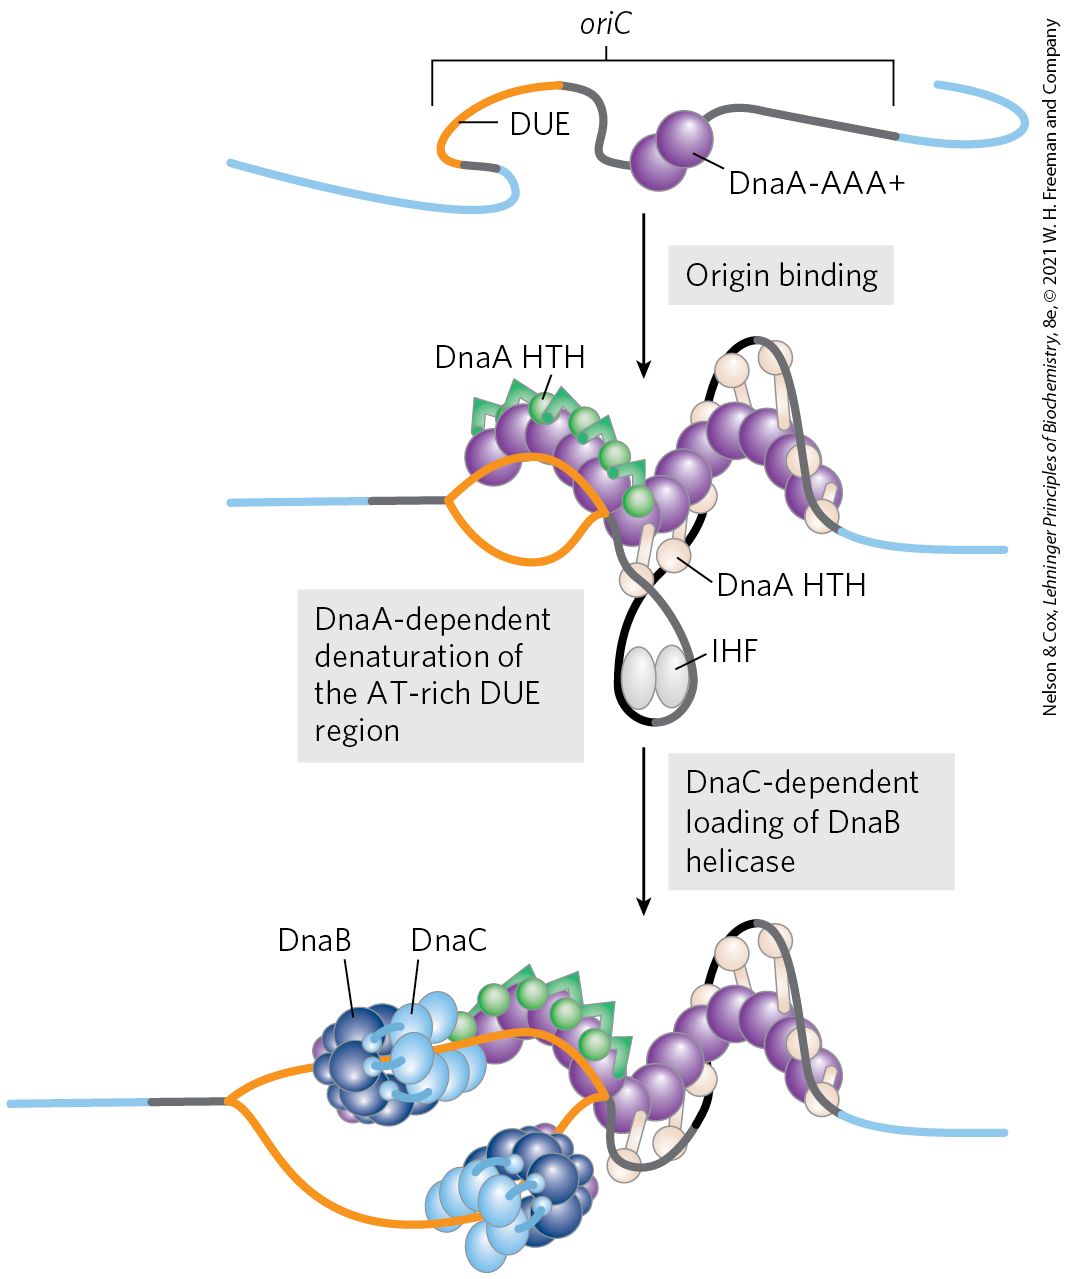 oriC
DUE
DnaA-AAA+
Origin binding
DnaA HTH
DnaA HTH
IHF
DnaA-dependent
denaturation of
the AT-rich DUE
region
DnaC-dependent
loading of DnaB
helicase
DnaB
DnaC
Nelson & Cox, Lehninger Principles of Biochemistry, 8e, © 2021 W. H. Freeman and Company